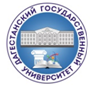 ДАГЕСТАНСКИЙ ГОСУДАРСТВЕННЫЙ
УНИВЕРСИТЕТ